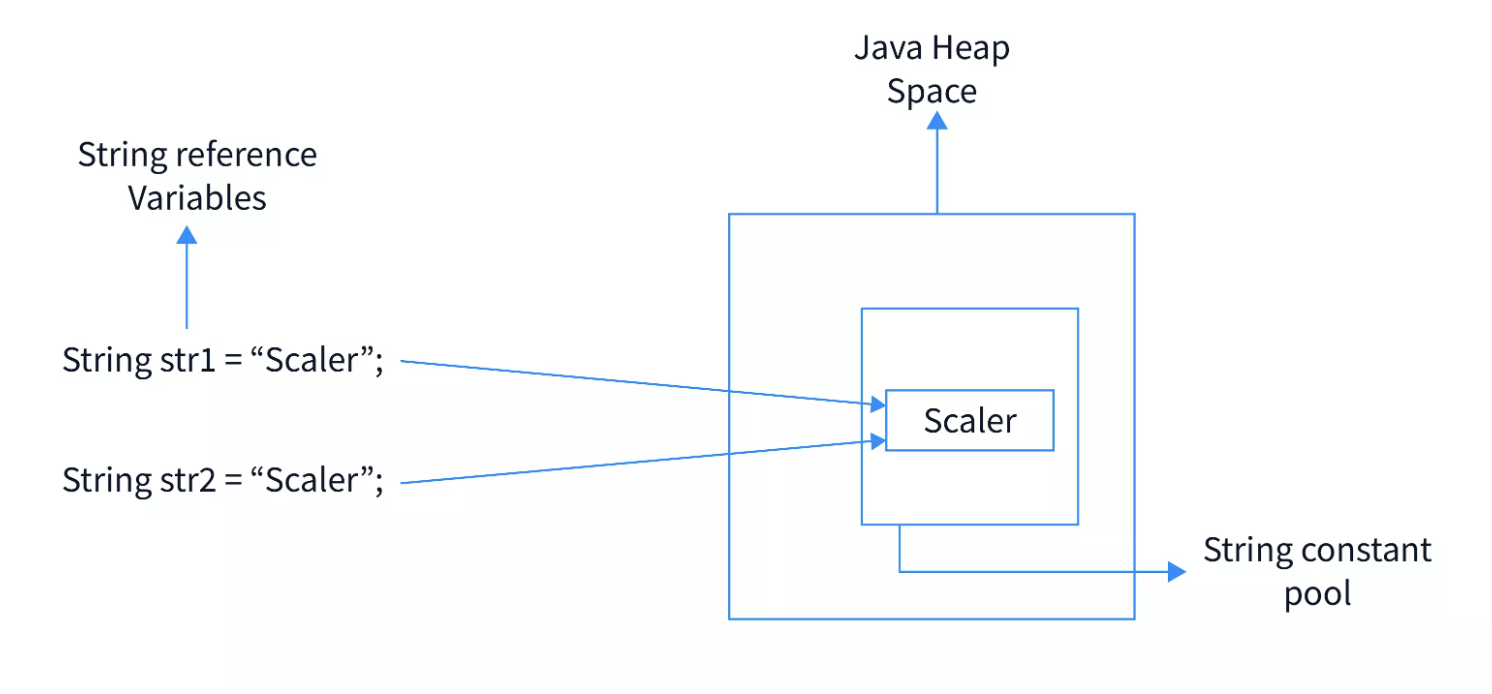 Java Heap
Space
String reference
Variables
String str1 = “Scaler”;
Scaler
String str2 = “Scaler”;
String constant
pool